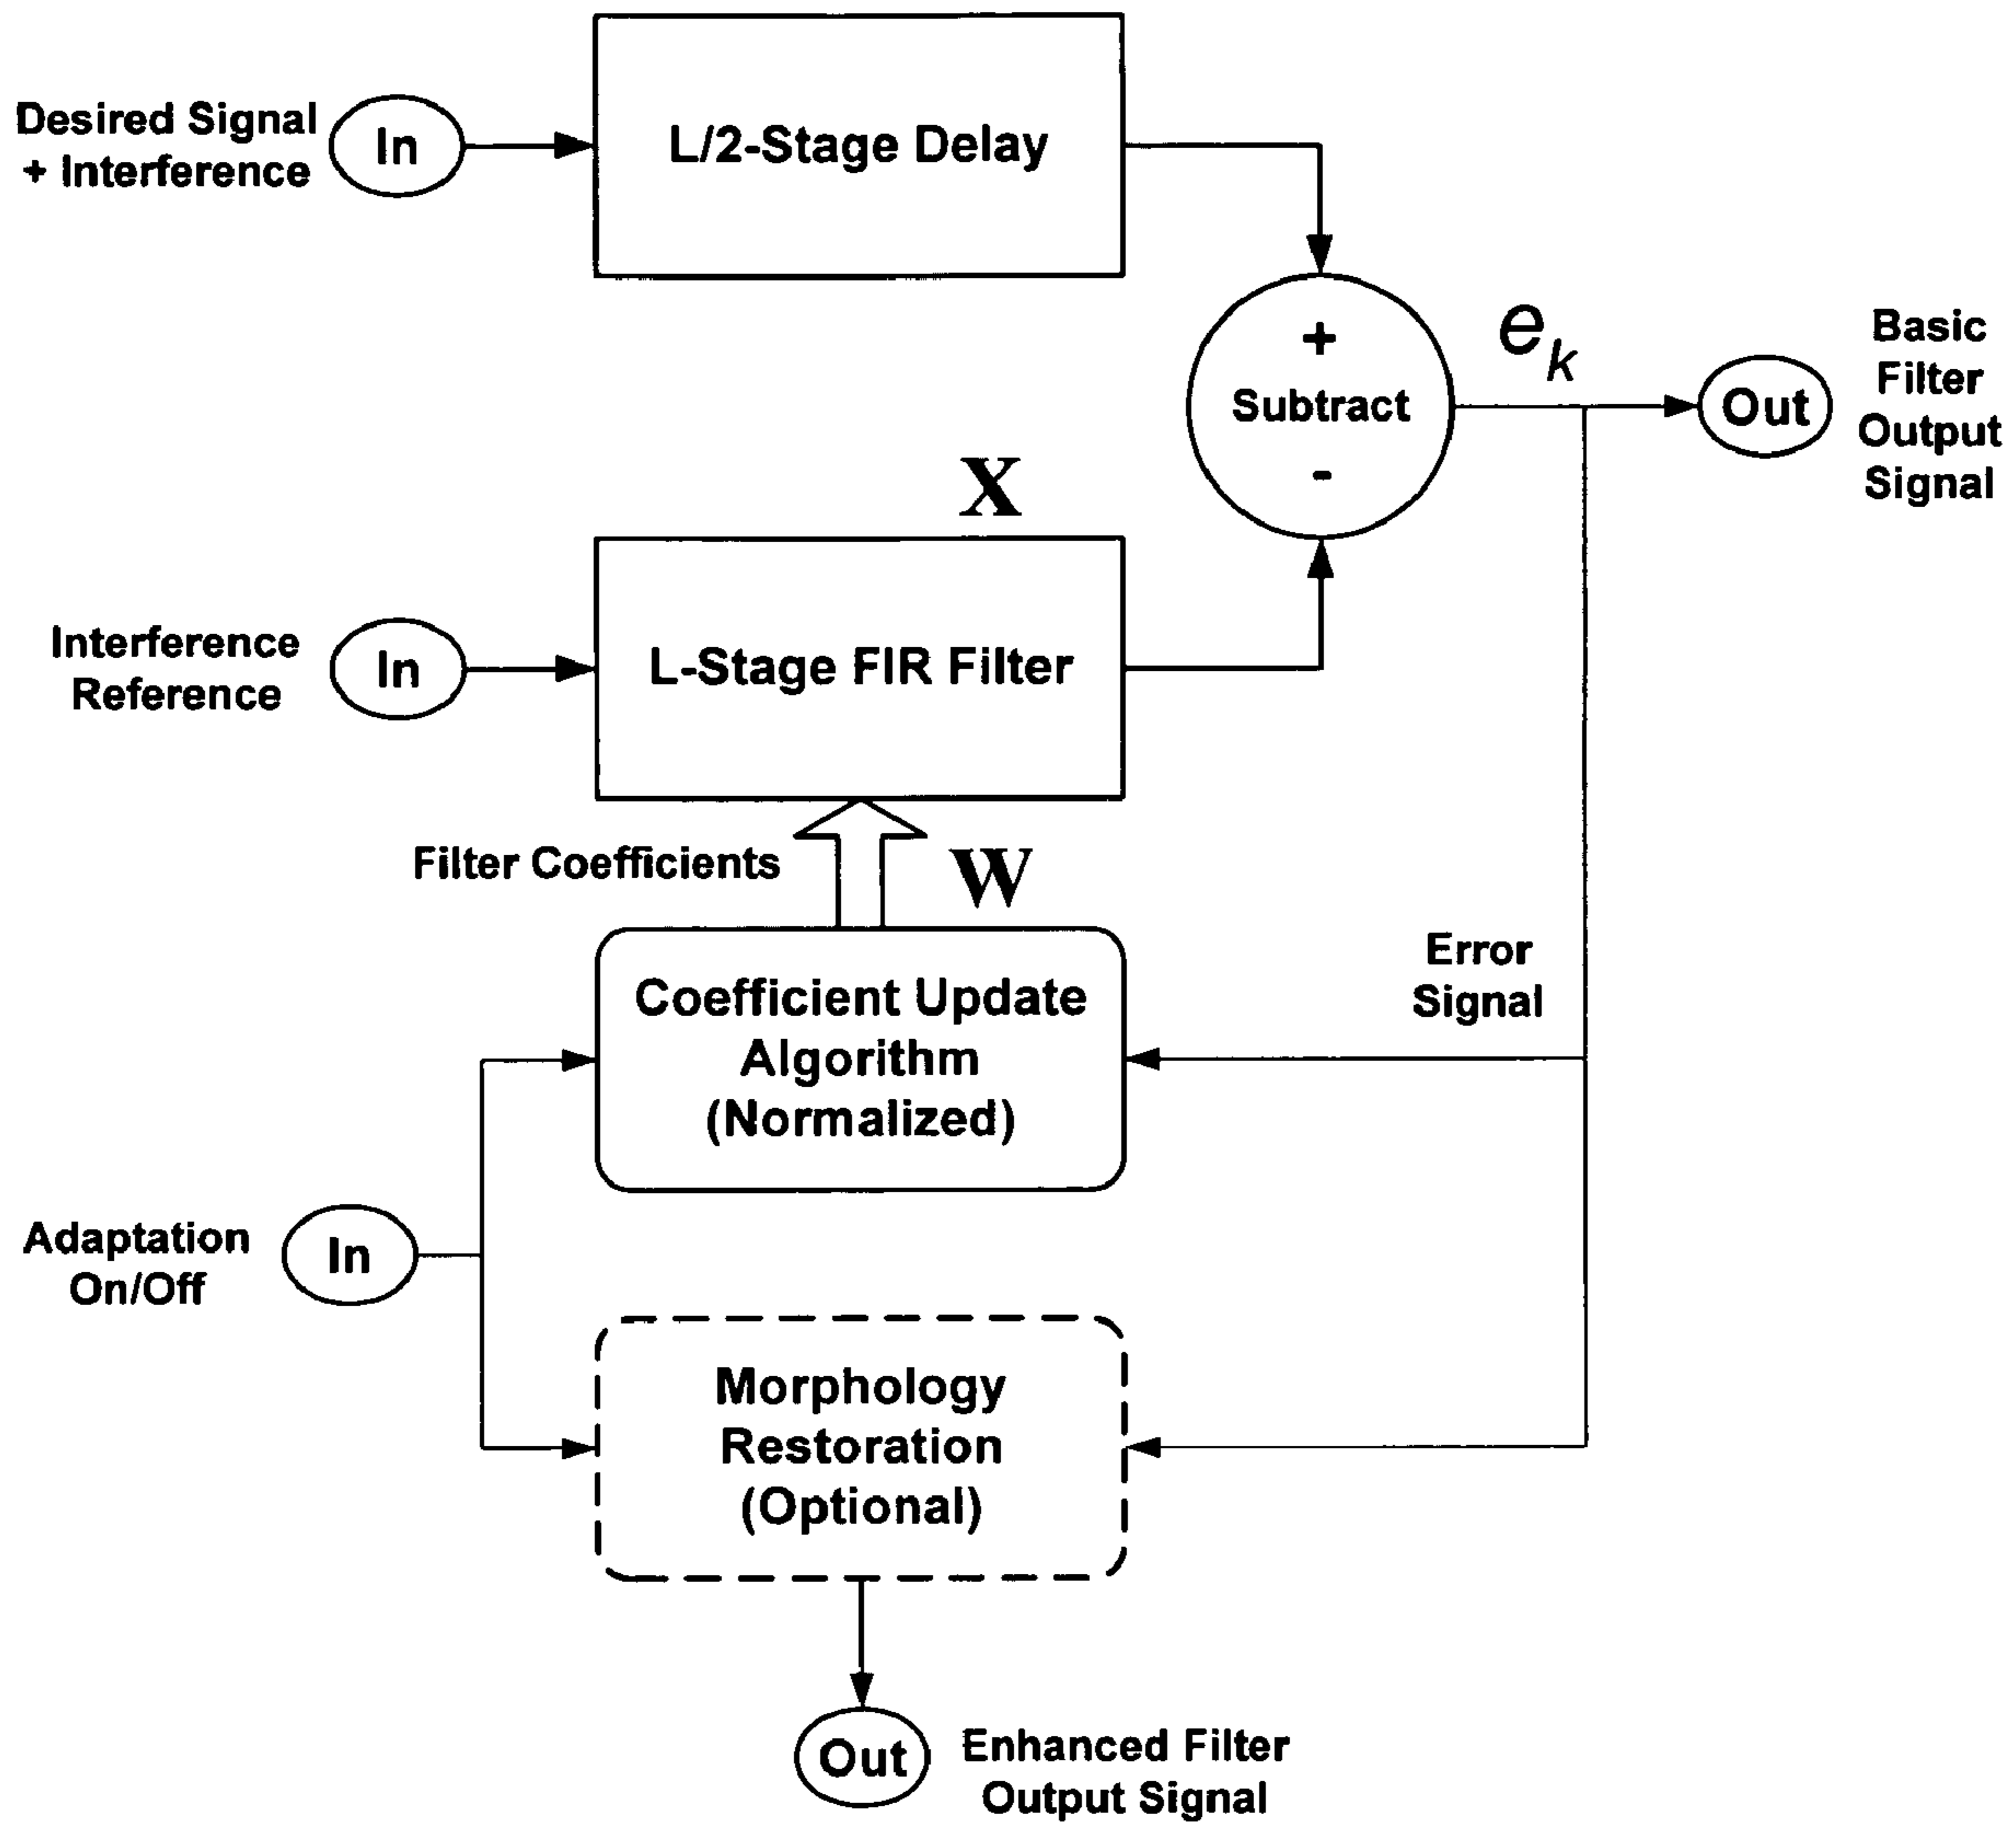 Desired Signal
+ Interference
In
L/2-Stage Delay
+
Subtract
-
e_k
Out
Basic
Filter
Output
Signal
X
Interference
Reference
In
L-Stage FIR Filter
Filter Coefficients
W
Coefficient Update
Algorithm
(Normalized)
Error
Signal
Adaptation
On/Off
In
Morphology
Restoration
(Optional)
Out
Enhanced Filter
Output Signal